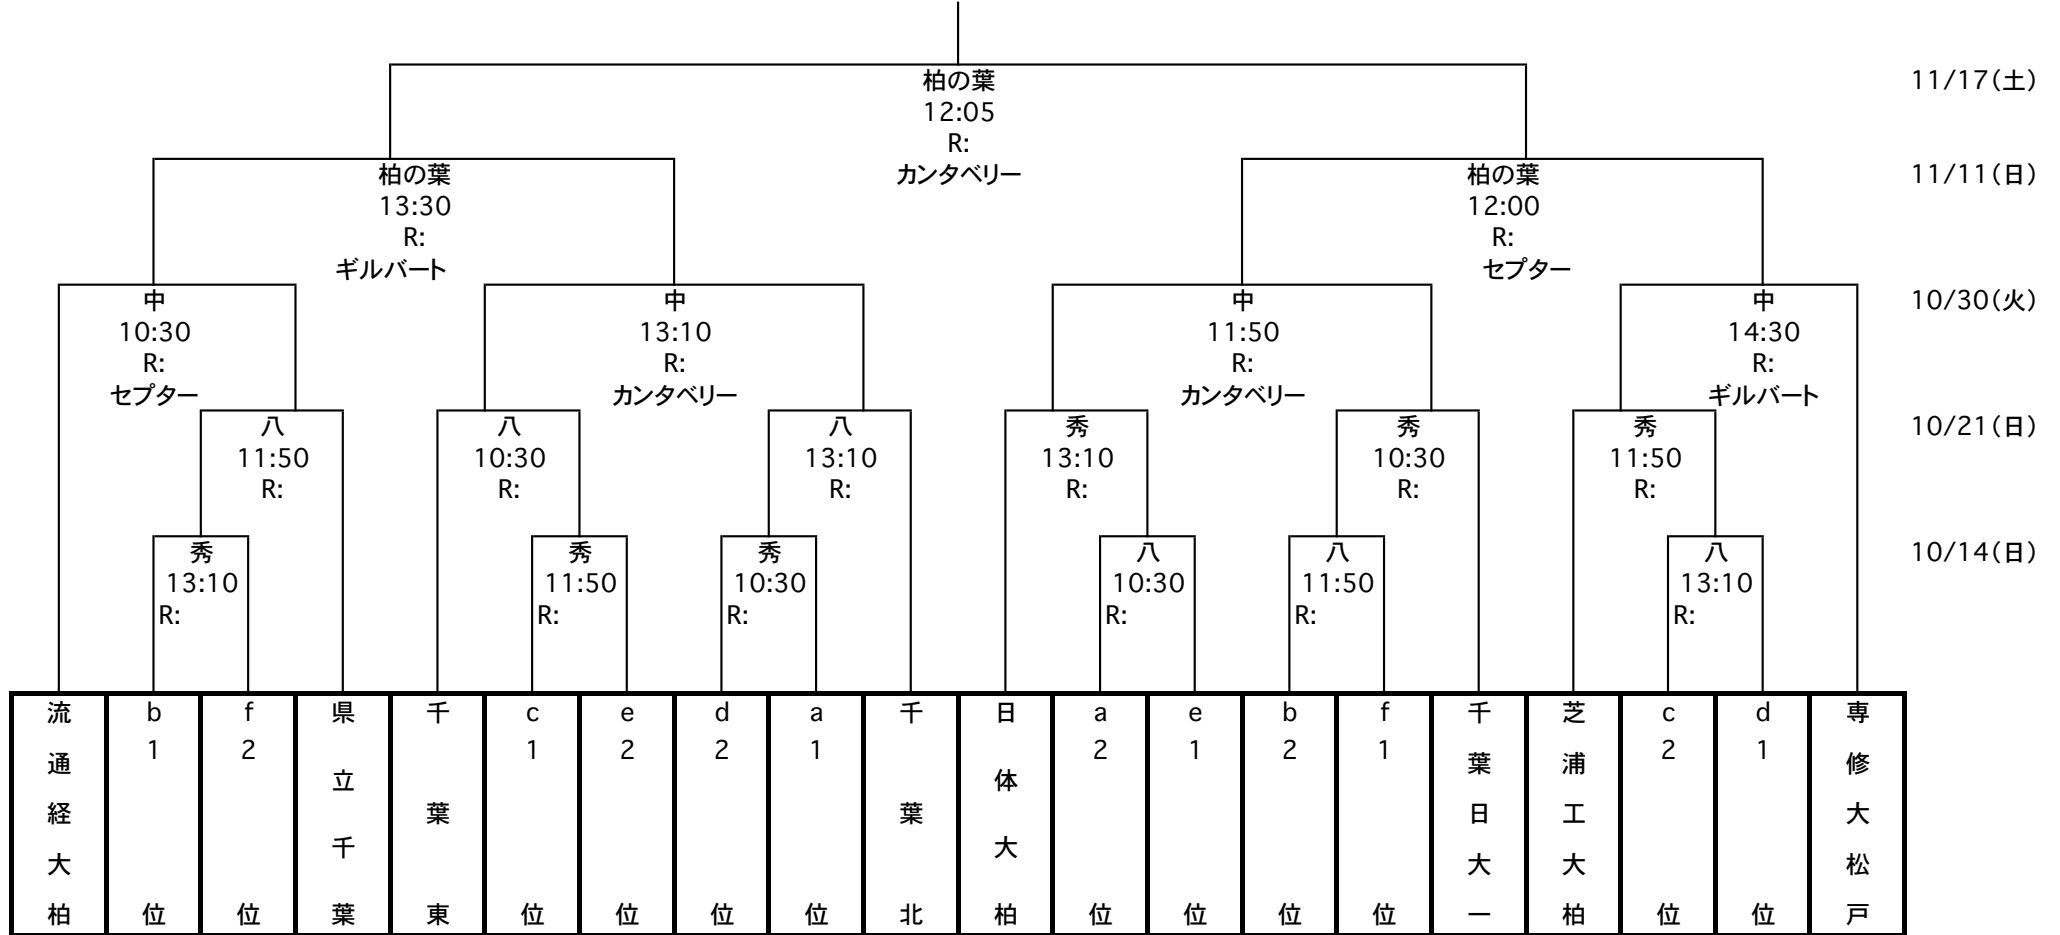 柏の葉
12:05
R:
カンタベリー
11/17(土)
柏の葉
13:30
R:
ギルバート
柏の葉
12:00
R:
セプター
11/11(日)
中
10:30
R:
セプター
中
13:10
R:
カンタベリー
中
11:50
R:
カンタベリー
中
14:30
R:
ギルバート
10/30(火)
八
11:50
R:
八
10:30
R:
八
13:10
R:
秀
13:10
R:
秀
10:30
R:
秀
11:50
R:
10/21(日)
秀
13:10
R:
秀
11:50
R:
秀
10:30
R:
八
10:30
R:
八
11:50
R:
八
13:10
R:
10/14(日)
流通経大柏
b1位
f2位
県立千葉
千葉東
c1位
e2位
d2位
a1位
千葉北
日体大柏
a2位
e1位
b2位
f1位
千葉日大一
芝浦工大柏
c2位
d1位
専修大松戸